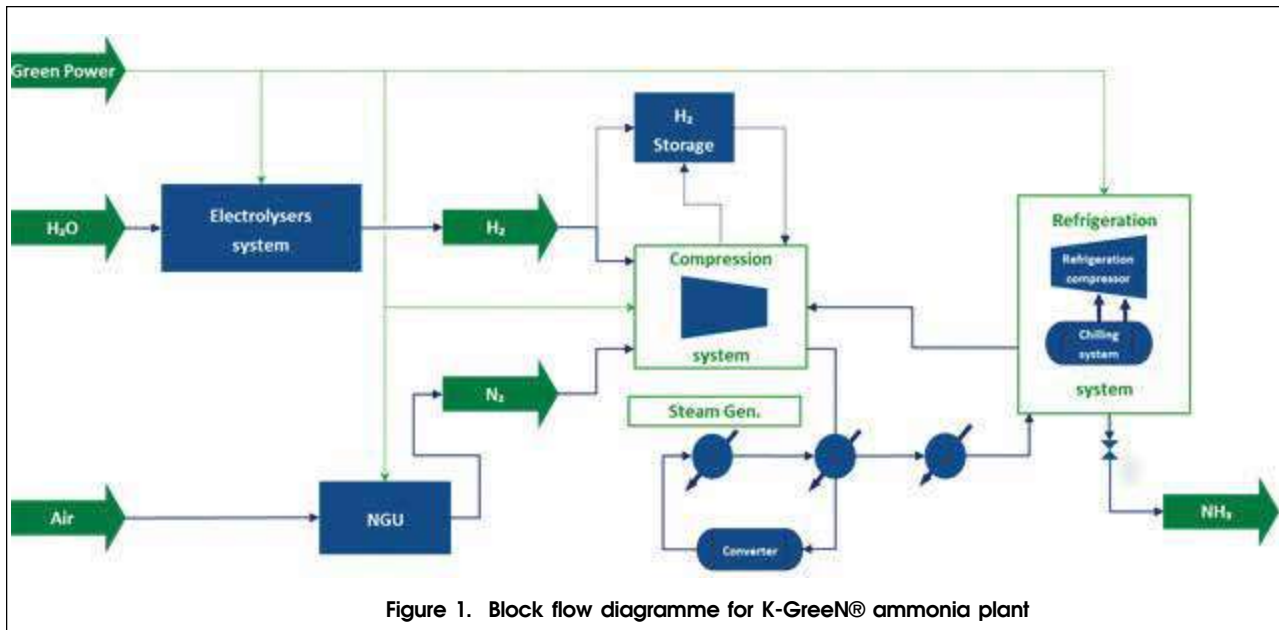 Green Power
H₂
Storage
H₂O
Electrolysers
system
H₂
Compression
system
Refrigeration
Refrigeration
compressor
Chilling
system
system
N₂
Steam Gen.
Air
NGU
Converter
NH₃
Figure 1. Block flow diagramme for K-GreeN® ammonia plant